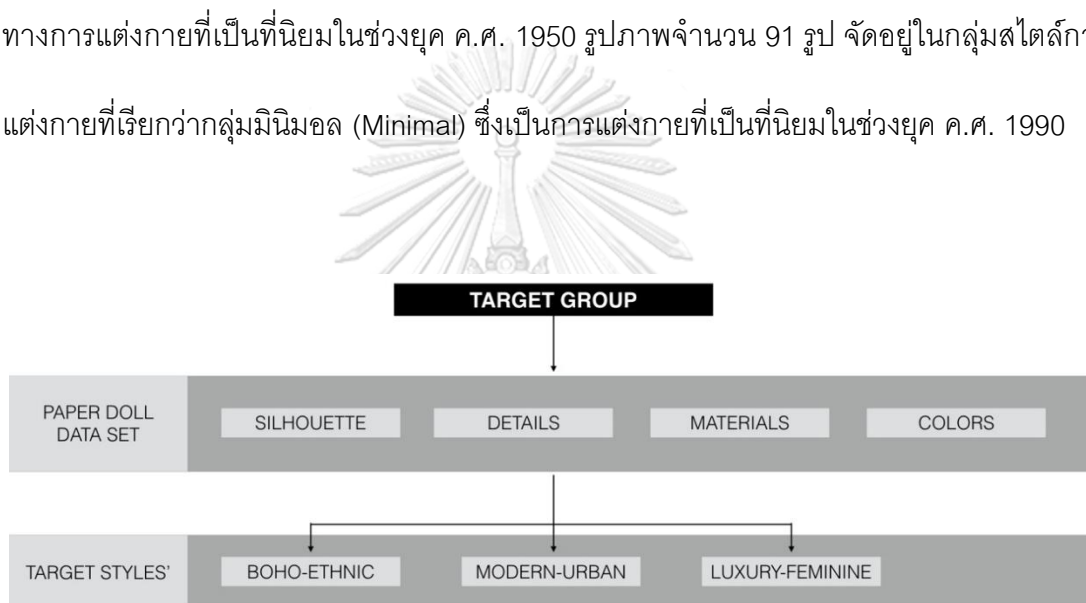 ทางการแต่งกายที่เป็นที่นิยมในช่วงยุค ค.ศ. 1950 รูปภาพจำนวน 91 รูป จัดอยู่ในกลุ่มสไตล์
แต่งกายที่เรียกว่ากลุ่มมินิมอล (Minimal) ซึ่งเป็นการแต่งกายที่เป็นที่นิยมในช่วงยุค ค.ศ. 1990
TARGET GROUP
PAPER DOLL
DATA SET
SILHOUETTE DETAILS MATERIALS COLORS
TARGET STYLES' BOHO-ETHNIC MODERN-URBAN LUXURY-FEMININE